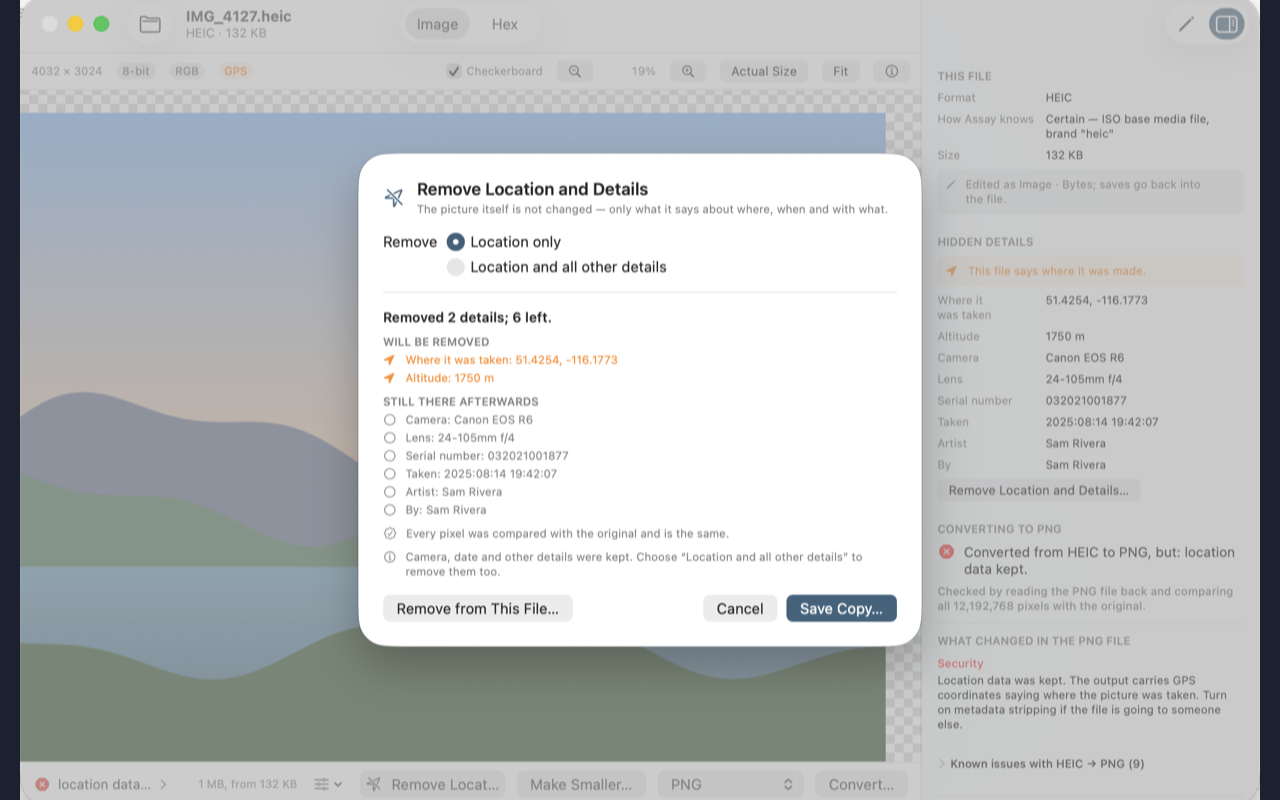 IMG_4127.heic
HEIC · 132 KB
Image
Hex
4032 × 3024
8-bit
RGB
GPS
Checkerboard
19%
Actual Size
Fit
Remove Location and Details
The picture itself is not changed — only what it says about where, when and with what.
Remove
Location only
Location and all other details
Removed 2 details; 6 left.
WILL BE REMOVED
Where it was taken: 51.4254, -116.1773
Altitude: 1750 m
STILL THERE AFTERWARDS
Camera: Canon EOS R6
Lens: 24-105mm f/4
Serial number: 032021001877
Taken: 2025:08:14 19:42:07
Artist: Sam Rivera
By: Sam Rivera
Every pixel was compared with the original and is the same.
Camera, date and other details were kept. Choose "Location and all other details" to
remove them too.
Remove from This File...
Cancel
Save Copy...
THIS FILE
Format HEIC
How Assay knows Certain — ISO base media file,
brand "heic"
Size 132 KB
Edited as Image · Bytes; saves go back into
the file.
HIDDEN DETAILS
This file says where it was made.
Where it 51.4254, -116.1773
was taken
Altitude 1750 m
Camera Canon EOS R6
Lens 24-105mm f/4
Serial number 032021001877
Taken 2025:08:14 19:42:07
Artist Sam Rivera
By Sam Rivera
Remove Location and Details...
CONVERTING TO PNG
Converted from HEIC to PNG, but: location
data kept.
Checked by reading the PNG file back and comparing
all 12,192,768 pixels with the original.
WHAT CHANGED IN THE PNG FILE
Security
Location data was kept. The output carries GPS
coordinates saying where the picture was taken. Turn
on metadata stripping if the file is going to someone
else.
Known issues with HEIC → PNG (9)
location data...
1 MB, from 132 KB
Remove Locat...
Make Smaller...
PNG
Convert...